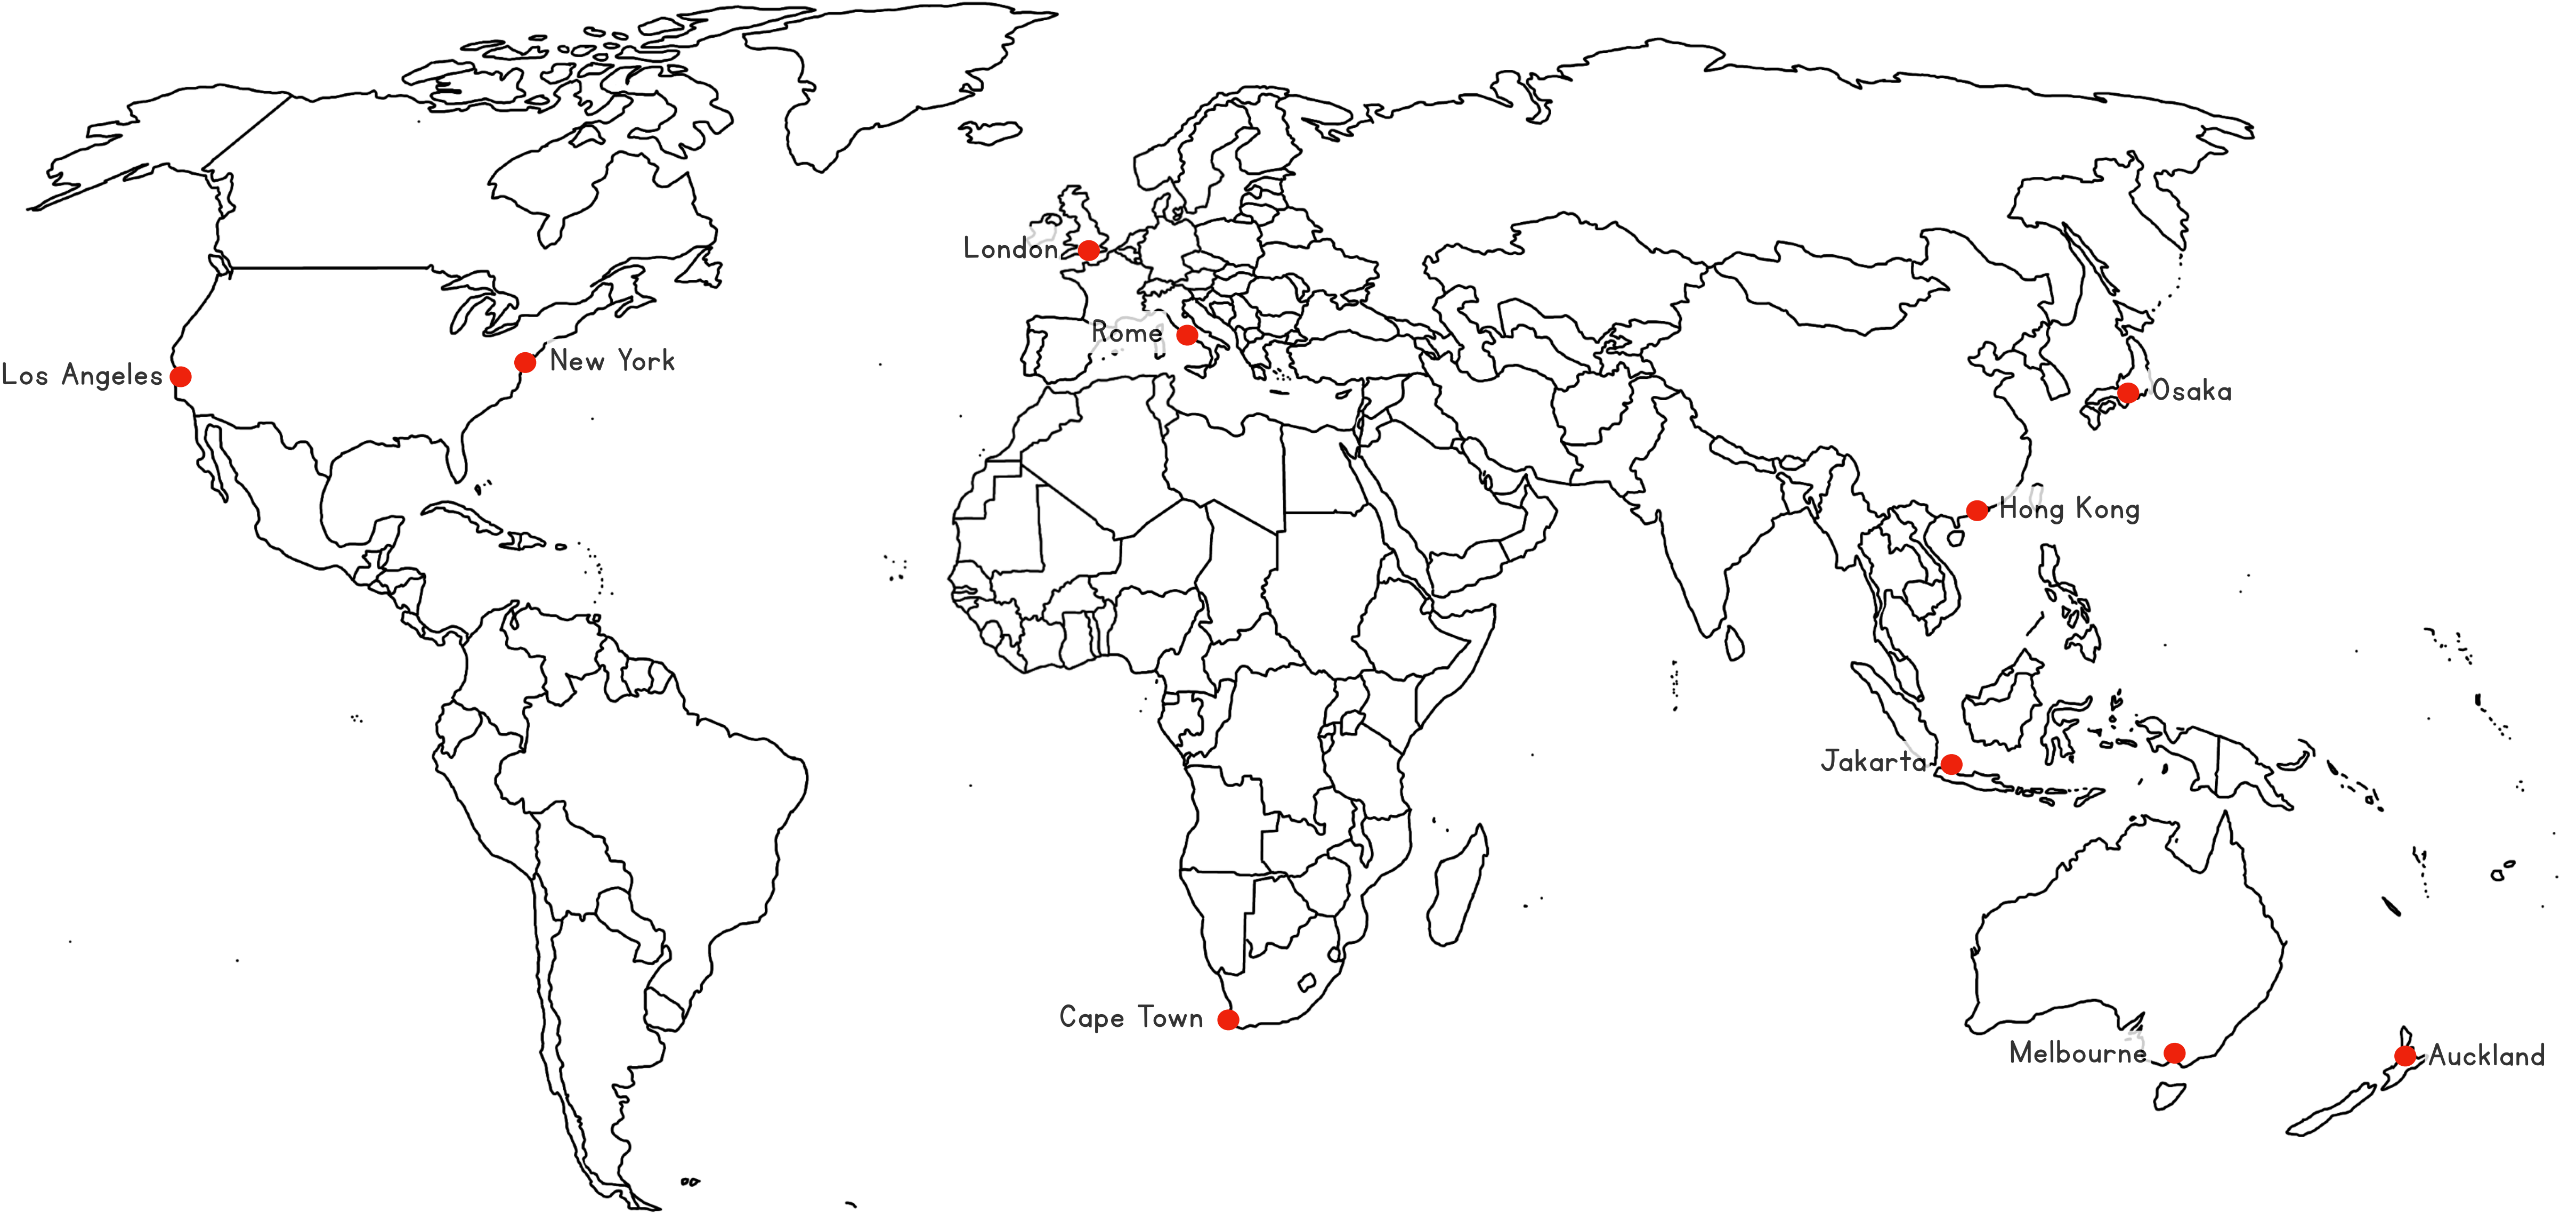 London
Rome
New York
Los Angeles
Osaka
Hong Kong
Jakarta
Cape Town
Melbourne
Auckland